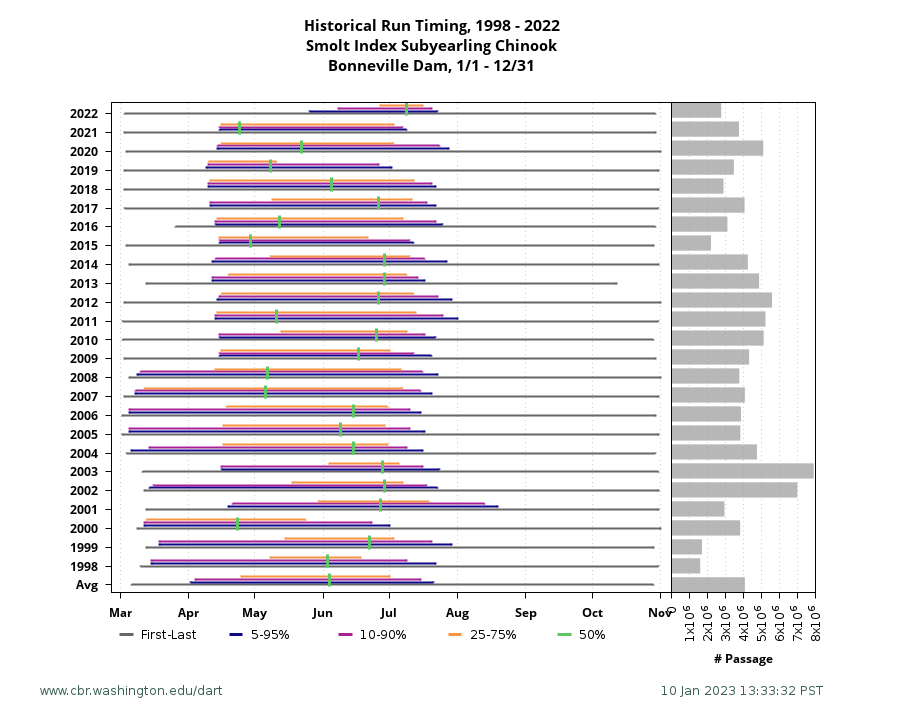 Historical Run Timing, 1998 - 2022
Smolt Index Subyearling Chinook
Bonneville Dam, 1/1 - 12/31
2022
2021
2020
2019
2018
2017
2016
2015
2014
2013
2012
2011
2010
2009
2008
2007
2006
2005
2004
2003
2002
2001
2000
1999
1998
Avg
Mar Apr May Jun Jul Aug Sep Oct Nov
0 1x10^6 2x10^6 3x10^6 4x10^6 5x10^6 6x10^6 7x10^6 8x10^6
First-Last 5-95% 10-90% 25-75% 50%
# Passage
www.cbr.washington.edu/dart 10 Jan 2023 13:33:32 PST